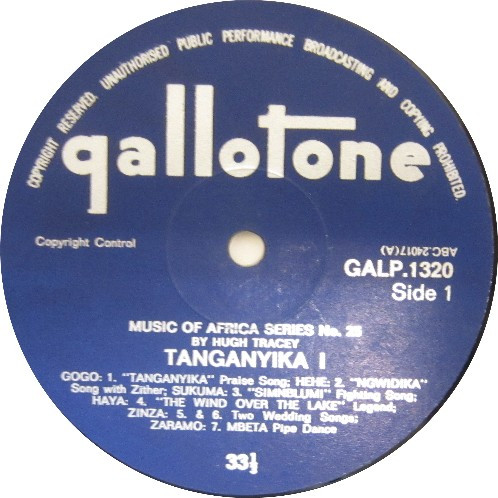 COPYRIGHT RESERVED. UNAUTHORISED PUBLIC PERFORMANCE BROADCASTING AND COPYING PROHIBITED.
gallotone
Copyright Control
ABC.24017(A)
GALP.1320
Side 1
MUSIC OF AFRICA SERIES No.
BY HUGH TRACEY
TANGANYIKA I
GOGO: 1. "TANGANYIKA" Praise Song; HEHE: 2. "NGWIDIKA"
Song with Zither; SUKUMA: 3. "SIMNBLUMI" Fighting Song;
HAYA: 4. "THE WIND OVER THE LAKE" Legend;
ZINZA: 5. & 6. Two Wedding Songs;
ZARAMO: 7. MBETA Pipe Dance
33⅓